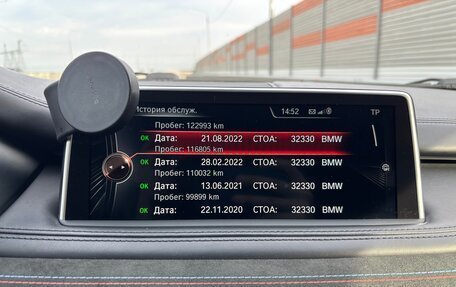 История обслуж.
14:52
TP
Пробег: 122993 km
OK Дата: 21.08.2022 СТОА: 32330 BMW
Пробег: 116805 km
OK Дата: 28.02.2022 СТОА: 32330 BMW
Пробег: 110032 km
OK Дата: 13.06.2021 СТОА: 32330 BMW
Пробег: 99899 km
OK Дата: 22.11.2020 СТОА: 32330 BMW